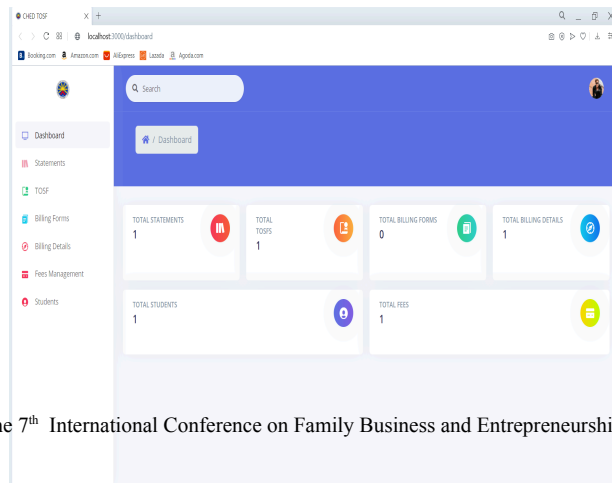 CHED TOSF
localhost:3000/dashboard
Booking.com Amazon.com AliExpress Lazada Agoda.com
Search
Dashboard
/ Dashboard
Statements
TOSF
Billing Forms
Billing Details
Fees Management
Students
TOTAL STATEMENTS
1
TOTAL
TOSFS
1
TOTAL BILLING FORMS
0
TOTAL BILLING DETAILS
1
TOTAL STUDENTS
1
TOTAL FEES
1
7th International Conference on Family Business and